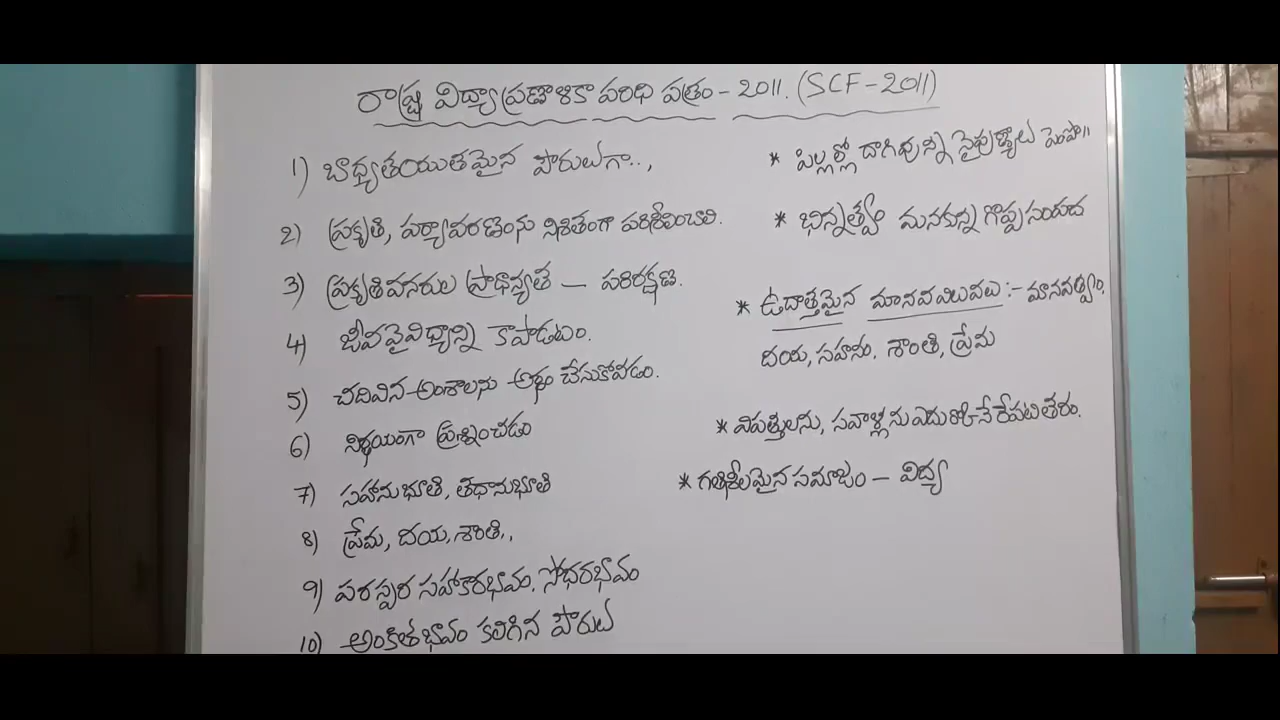 రాష్ట్ర విద్యా ప్రణాళికా పరిధి పత్రం - 2011. (SCF - 2011)
1) బాధ్యతయుతమైన పౌరులుగా..,
2) ప్రకృతి, పర్యావరణంను నిశితంగా పరిశీలించాలి.
3) ప్రకృతివనరుల ప్రాధాన్యత — పరిరక్షణ.
4) జీవవైవిధ్యాన్ని కాపాడటం.
5) చదివిన అంశాలను అర్థం చేసుకోవడం.
6) నిర్భయంగా ప్రశ్నించడం
7) సహానుభూతి, తదానుభూతి
8) ప్రేమ, దయ, శాంతి,,
9) పరస్పర సహకారభావం. సోదరభావం
10) అంకితభావం కలిగిన పౌరులు
* పిల్లల్లో దాగివున్న నైపుణ్యాలు పెంపొ॥
* భిన్నత్వం మనకున్న గొప్ప సంపద
* ఉదాత్తమైన మానవవిలువలు :- మానవత్వం,
దయ, సహనం. శాంతి, ప్రేమ
* విపత్తులను, సవాళ్లను ఎదుర్కొనే రేపటితరం.
* గతిశీలమైన సమాజం — విద్య